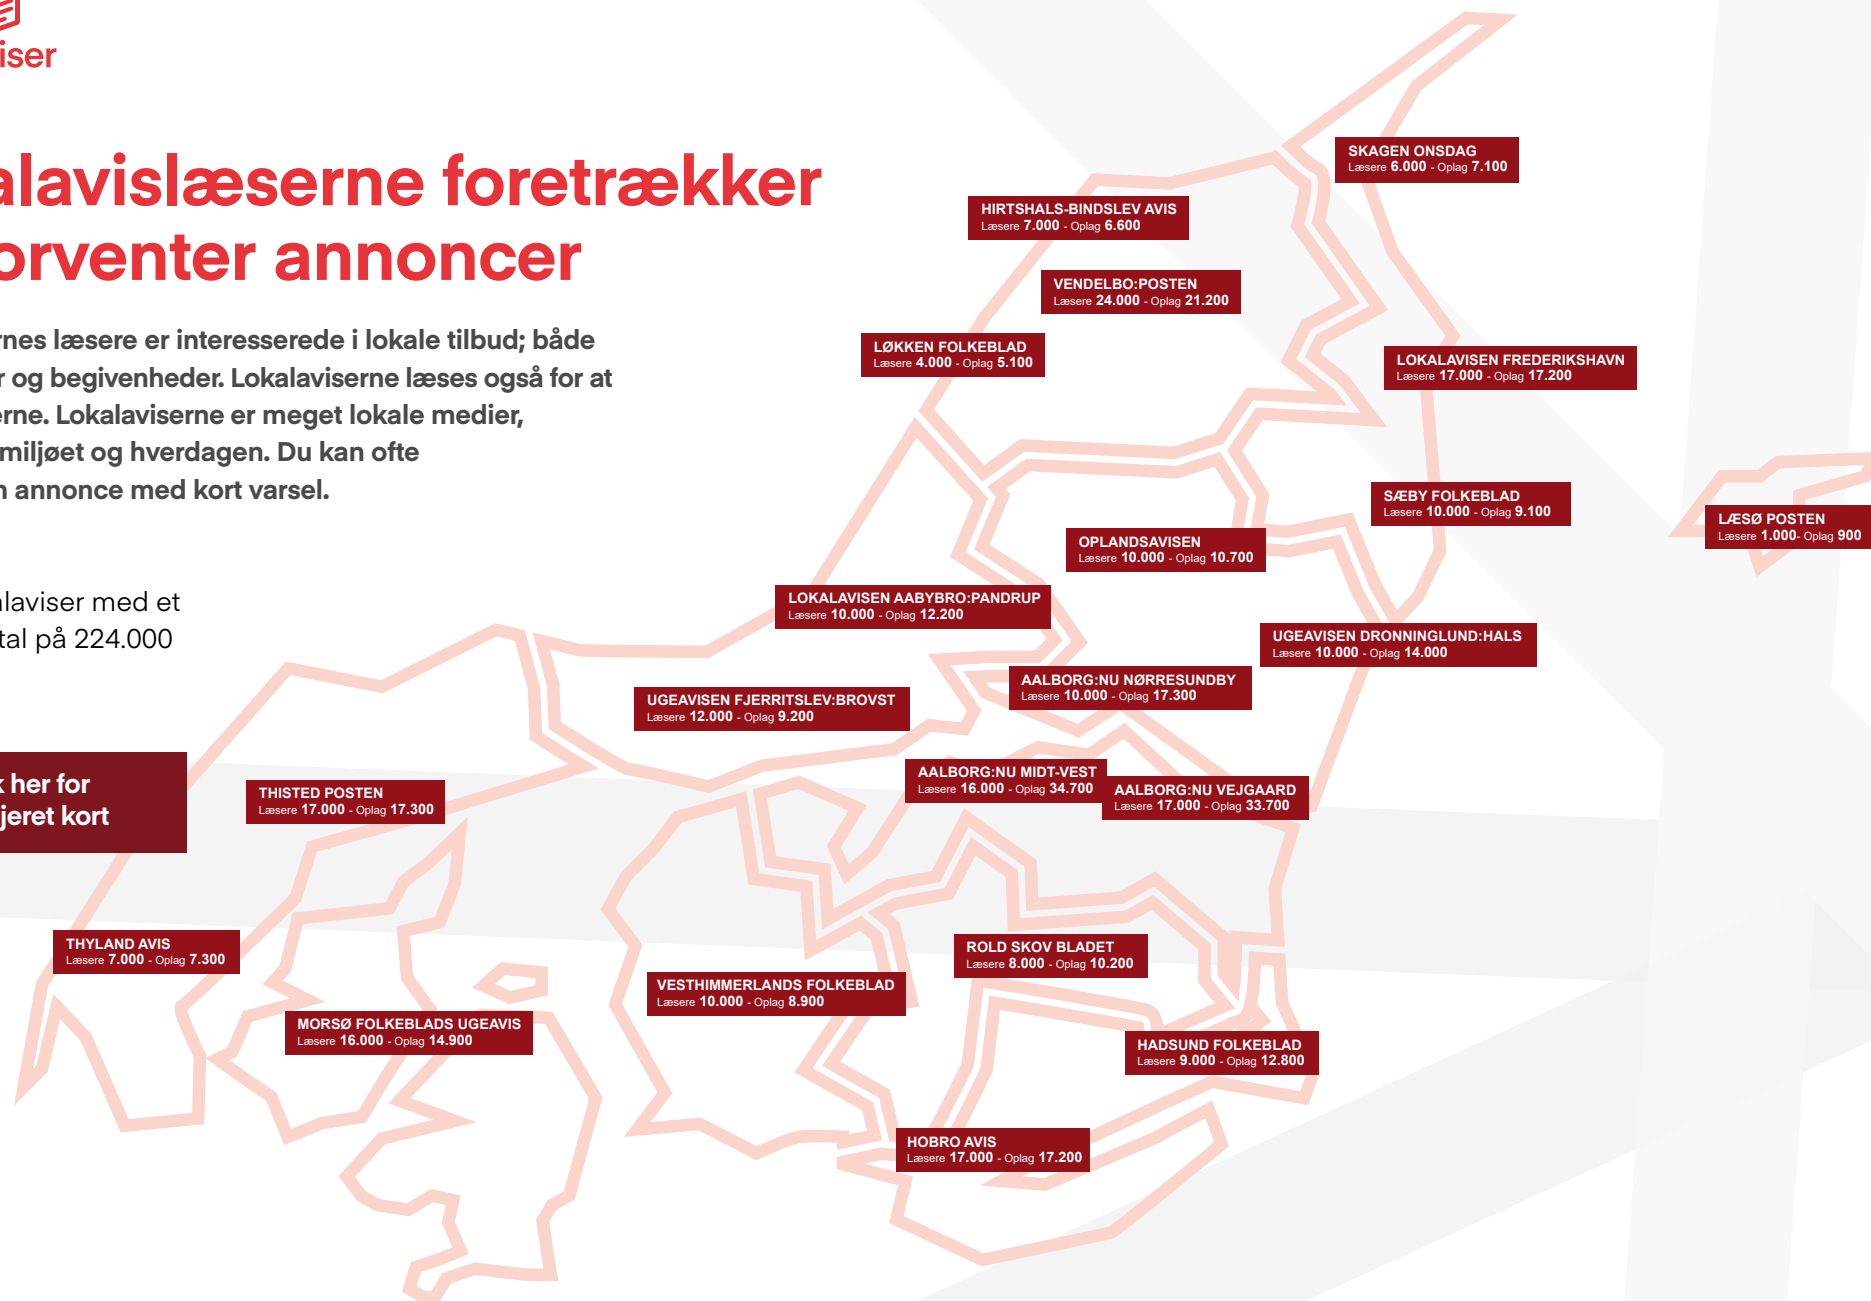 iser
alavislæserne foretrækker
orventer annoncer
rnes læsere er interesserede i lokale tilbud; både
r og begivenheder. Lokalaviserne læses også for at
erne. Lokalaviserne er meget lokale medier,
miljøet og hverdagen. Du kan ofte
n annonce med kort varsel.
alaviser med et
tal på 224.000
k her for
jeret kort
SKAGEN ONSDAG
Læsere 6.000 - Oplag 7.100
HIRTSHALS-BINDSLEV AVIS
Læsere 7.000 - Oplag 6.600
VENDELBO:POSTEN
Læsere 24.000 - Oplag 21.200
LØKKEN FOLKEBLAD
Læsere 4.000 - Oplag 5.100
LOKALAVISEN FREDERIKSHAVN
Læsere 17.000 - Oplag 17.200
SÆBY FOLKEBLAD
Læsere 10.000 - Oplag 9.100
LÆSØ POSTEN
Læsere 1.000- Oplag 900
OPLANDSAVISEN
Læsere 10.000 - Oplag 10.700
LOKALAVISEN AABYBRO:PANDRUP
Læsere 10.000 - Oplag 12.200
UGEAVISEN DRONNINGLUND:HALS
Læsere 10.000 - Oplag 14.000
AALBORG:NU NØRRESUNDBY
Læsere 10.000 - Oplag 17.300
UGEAVISEN FJERRITSLEV:BROVST
Læsere 12.000 - Oplag 9.200
AALBORG:NU MIDT-VEST
Læsere 16.000 - Oplag 34.700
AALBORG:NU VEJGAARD
Læsere 17.000 - Oplag 33.700
THISTED POSTEN
Læsere 17.000 - Oplag 17.300
THYLAND AVIS
Læsere 7.000 - Oplag 7.300
ROLD SKOV BLADET
Læsere 8.000 - Oplag 10.200
VESTHIMMERLANDS FOLKEBLAD
Læsere 10.000 - Oplag 8.900
MORSØ FOLKEBLADS UGEAVIS
Læsere 16.000 - Oplag 14.900
HADSUND FOLKEBLAD
Læsere 9.000 - Oplag 12.800
HOBRO AVIS
Læsere 17.000 - Oplag 17.200